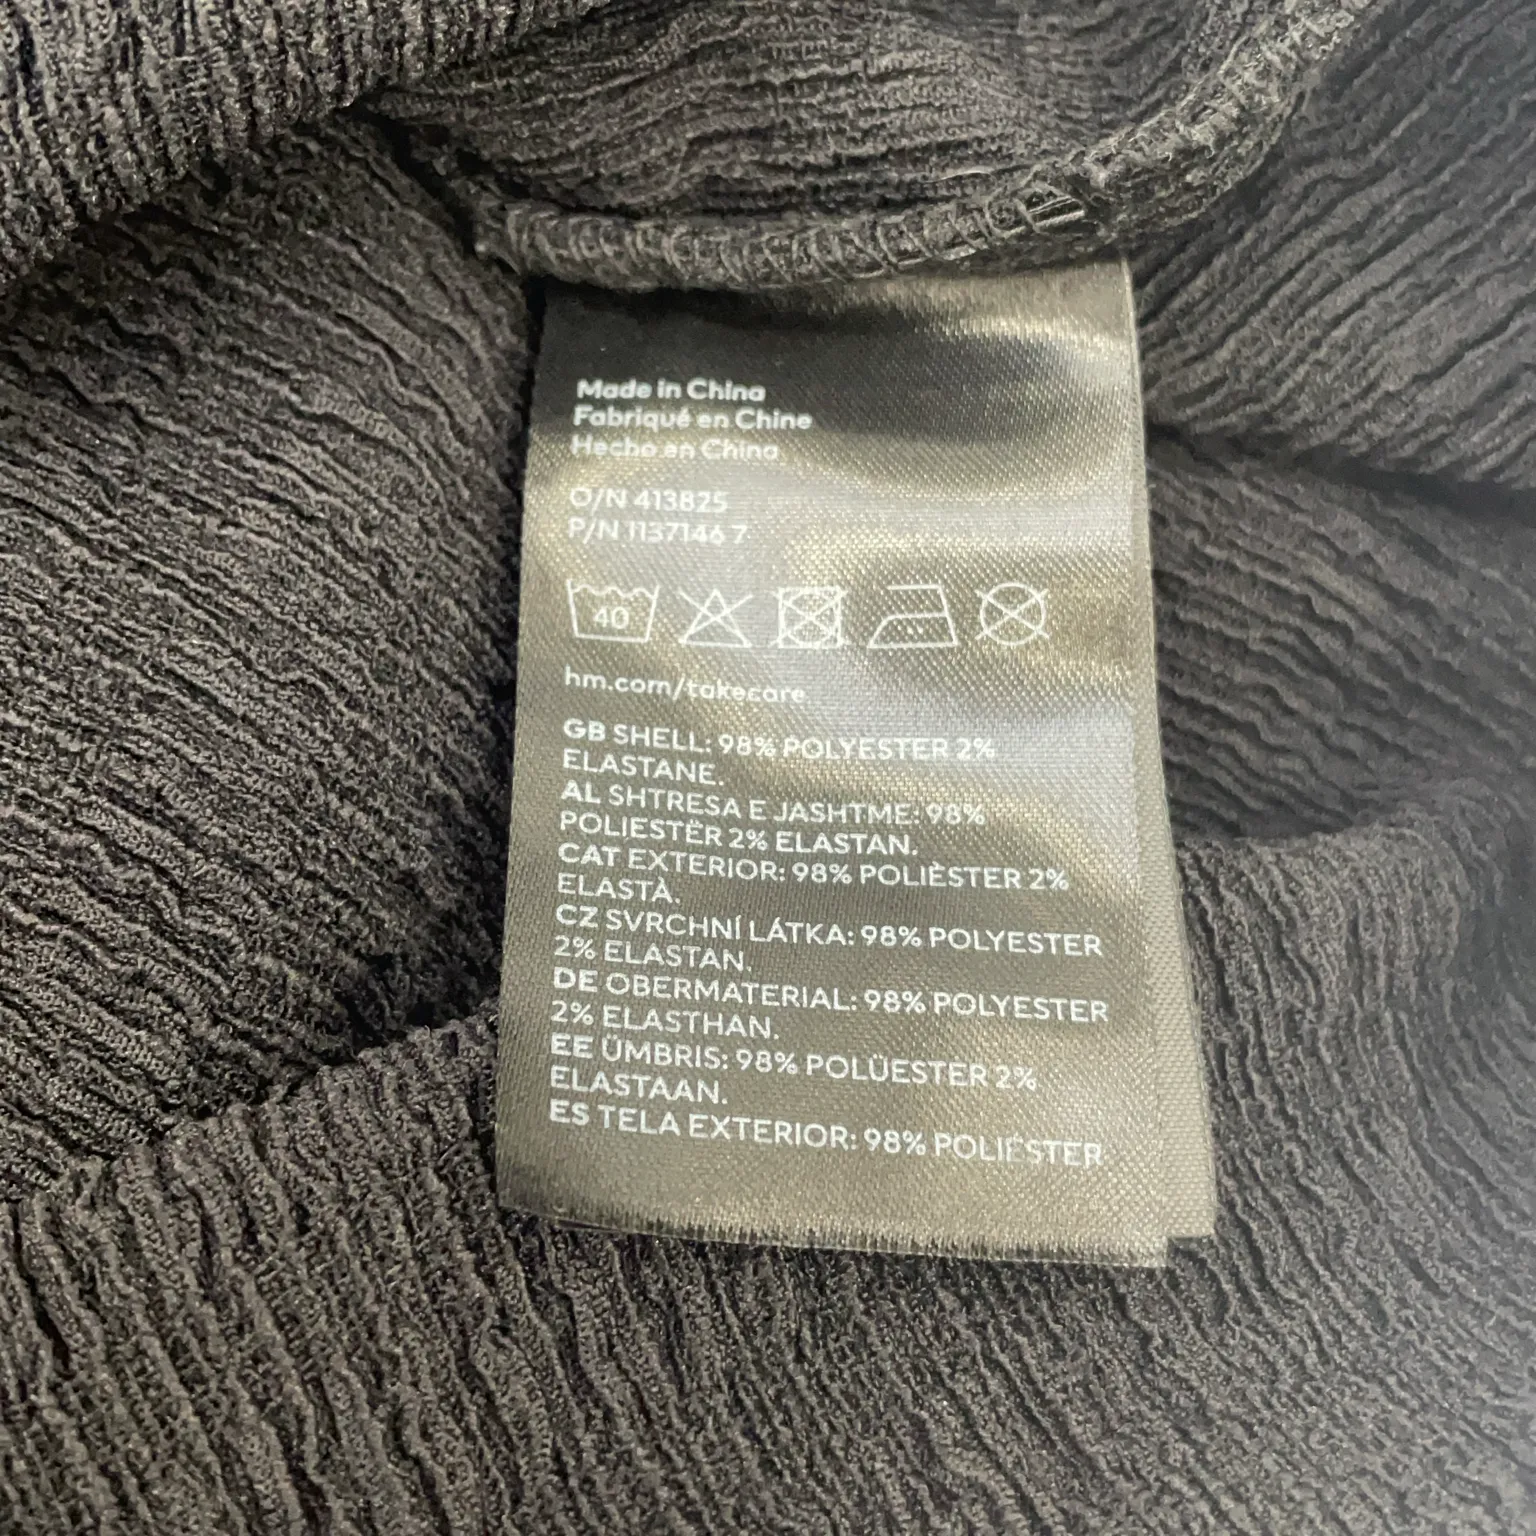 Made in China
Fabriqué en Chine
Hecho en China
O/N 413825
P/N 1137146 7
40
hm.com/takecare
GB SHELL: 98% POLYESTER 2%
ELASTANE.
AL SHTRESA E JASHTME: 98%
POLIESTËR 2% ELASTAN.
CAT EXTERIOR: 98% POLIÈSTER 2%
ELASTÀ.
CZ SVRCHNÍ LÁTKA: 98% POLYESTER
2% ELASTAN.
DE OBERMATERIAL: 98% POLYESTER
2% ELASTHAN.
EE ÜMBRIS: 98% POLÜESTER 2%
ELASTAAN.
ES TELA EXTERIOR: 98% POLIÉSTER